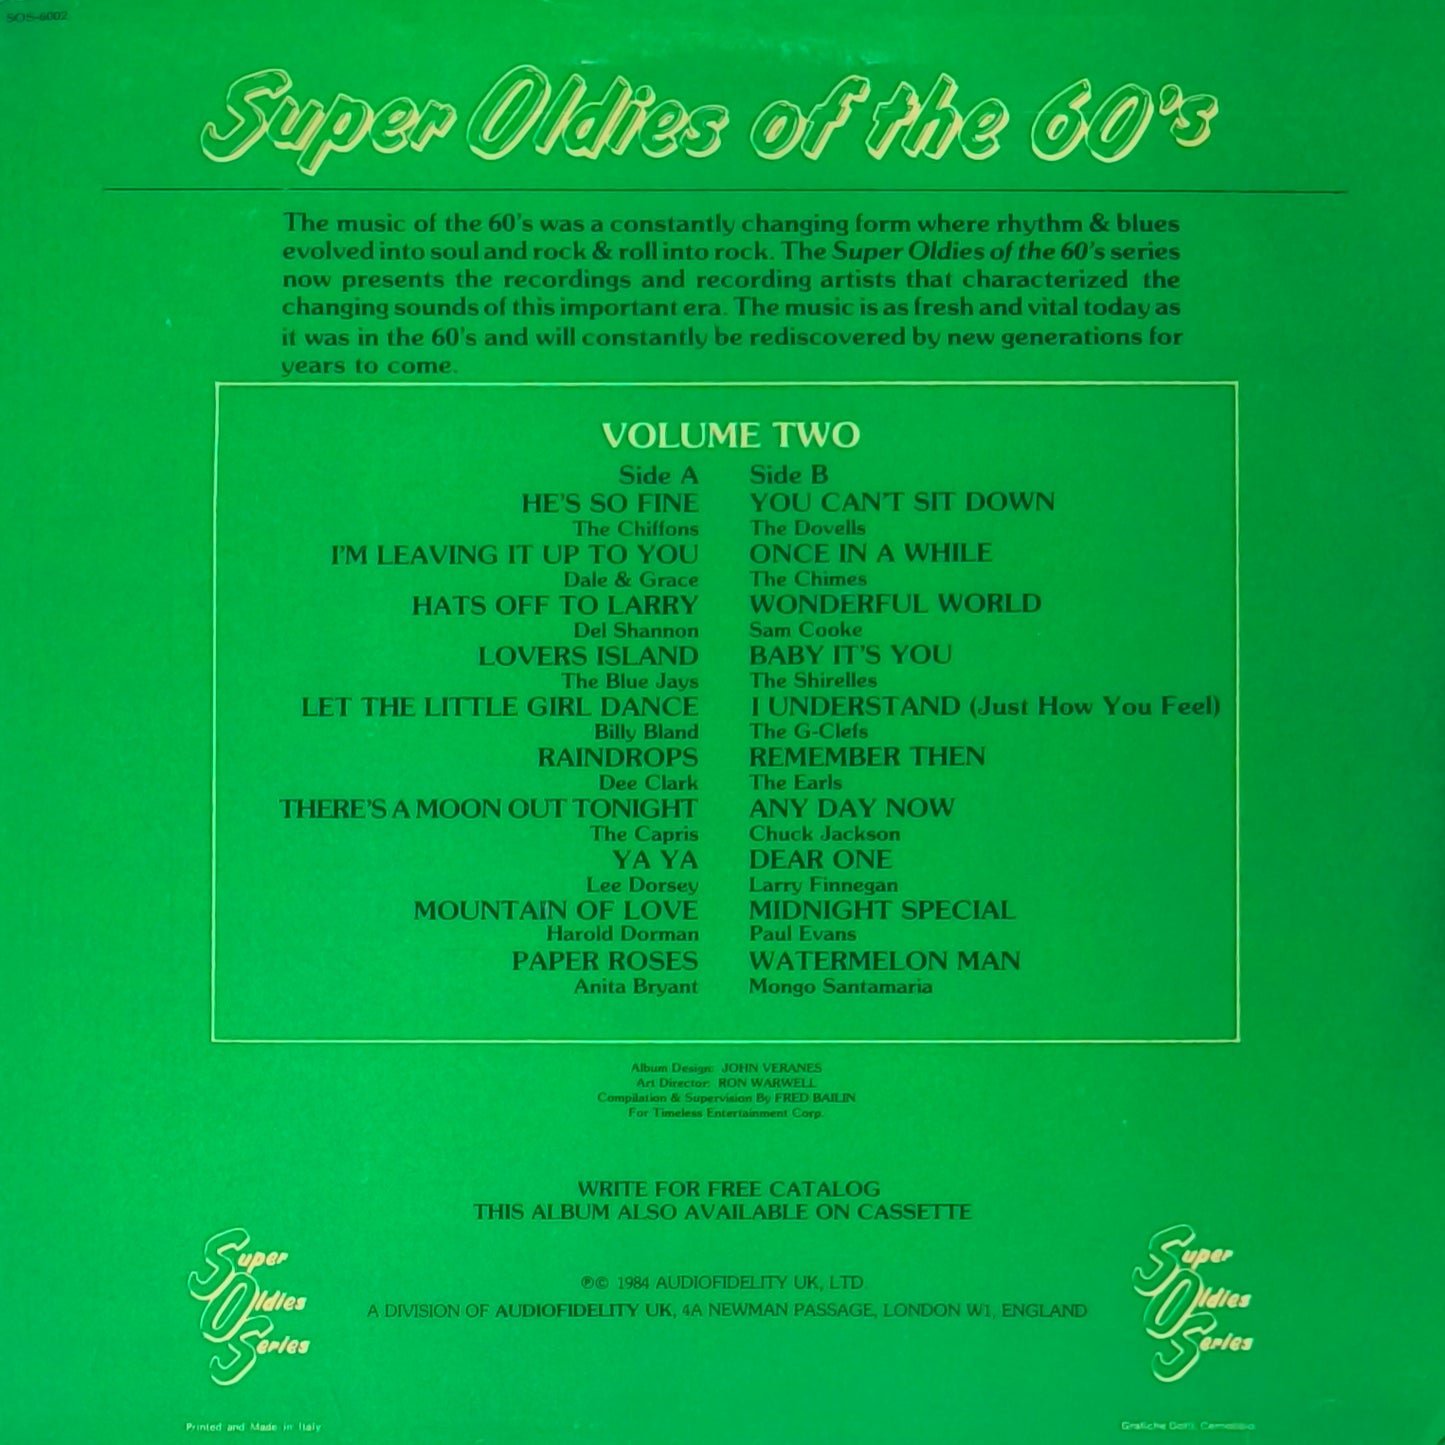 SOS-6002
Super Oldies of the 60's
The music of the 60's was a constantly changing form where rhythm & blues
evolved into soul and rock & roll into rock. The Super Oldies of the 60's series
now presents the recordings and recording artists that characterized the
changing sounds of this important era. The music is as fresh and vital today as
it was in the 60's and will constantly be rediscovered by new generations for
years to come.
VOLUME TWO
Side A
HE'S SO FINE
The Chiffons
I'M LEAVING IT UP TO YOU
Dale & Grace
HATS OFF TO LARRY
Del Shannon
LOVERS ISLAND
The Blue Jays
LET THE LITTLE GIRL DANCE
Billy Bland
RAINDROPS
Dee Clark
THERE'S A MOON OUT TONIGHT
The Capris
YA YA
Lee Dorsey
MOUNTAIN OF LOVE
Harold Dorman
PAPER ROSES
Anita Bryant
Side B
YOU CAN'T SIT DOWN
The Dovells
ONCE IN A WHILE
The Chimes
WONDERFUL WORLD
Sam Cooke
BABY IT'S YOU
The Shirelles
I UNDERSTAND (Just How You Feel)
The G-Clefs
REMEMBER THEN
The Earls
ANY DAY NOW
Chuck Jackson
DEAR ONE
Larry Finnegan
MIDNIGHT SPECIAL
Paul Evans
WATERMELON MAN
Mongo Santamaria
Album Design: JOHN VERANES
Art Director: RON WARWELL
Compilation & Supervision By FRED BAILIN
For Timeless Entertainment Corp.
WRITE FOR FREE CATALOG
THIS ALBUM ALSO AVAILABLE ON CASSETTE
Super
Oldies
Series
℗© 1984 AUDIOFIDELITY UK, LTD.
A DIVISION OF AUDIOFIDELITY UK, 4A NEWMAN PASSAGE, LONDON W1, ENGLAND
Super
Oldies
Series
Printed and Made in Italy
Grafiche